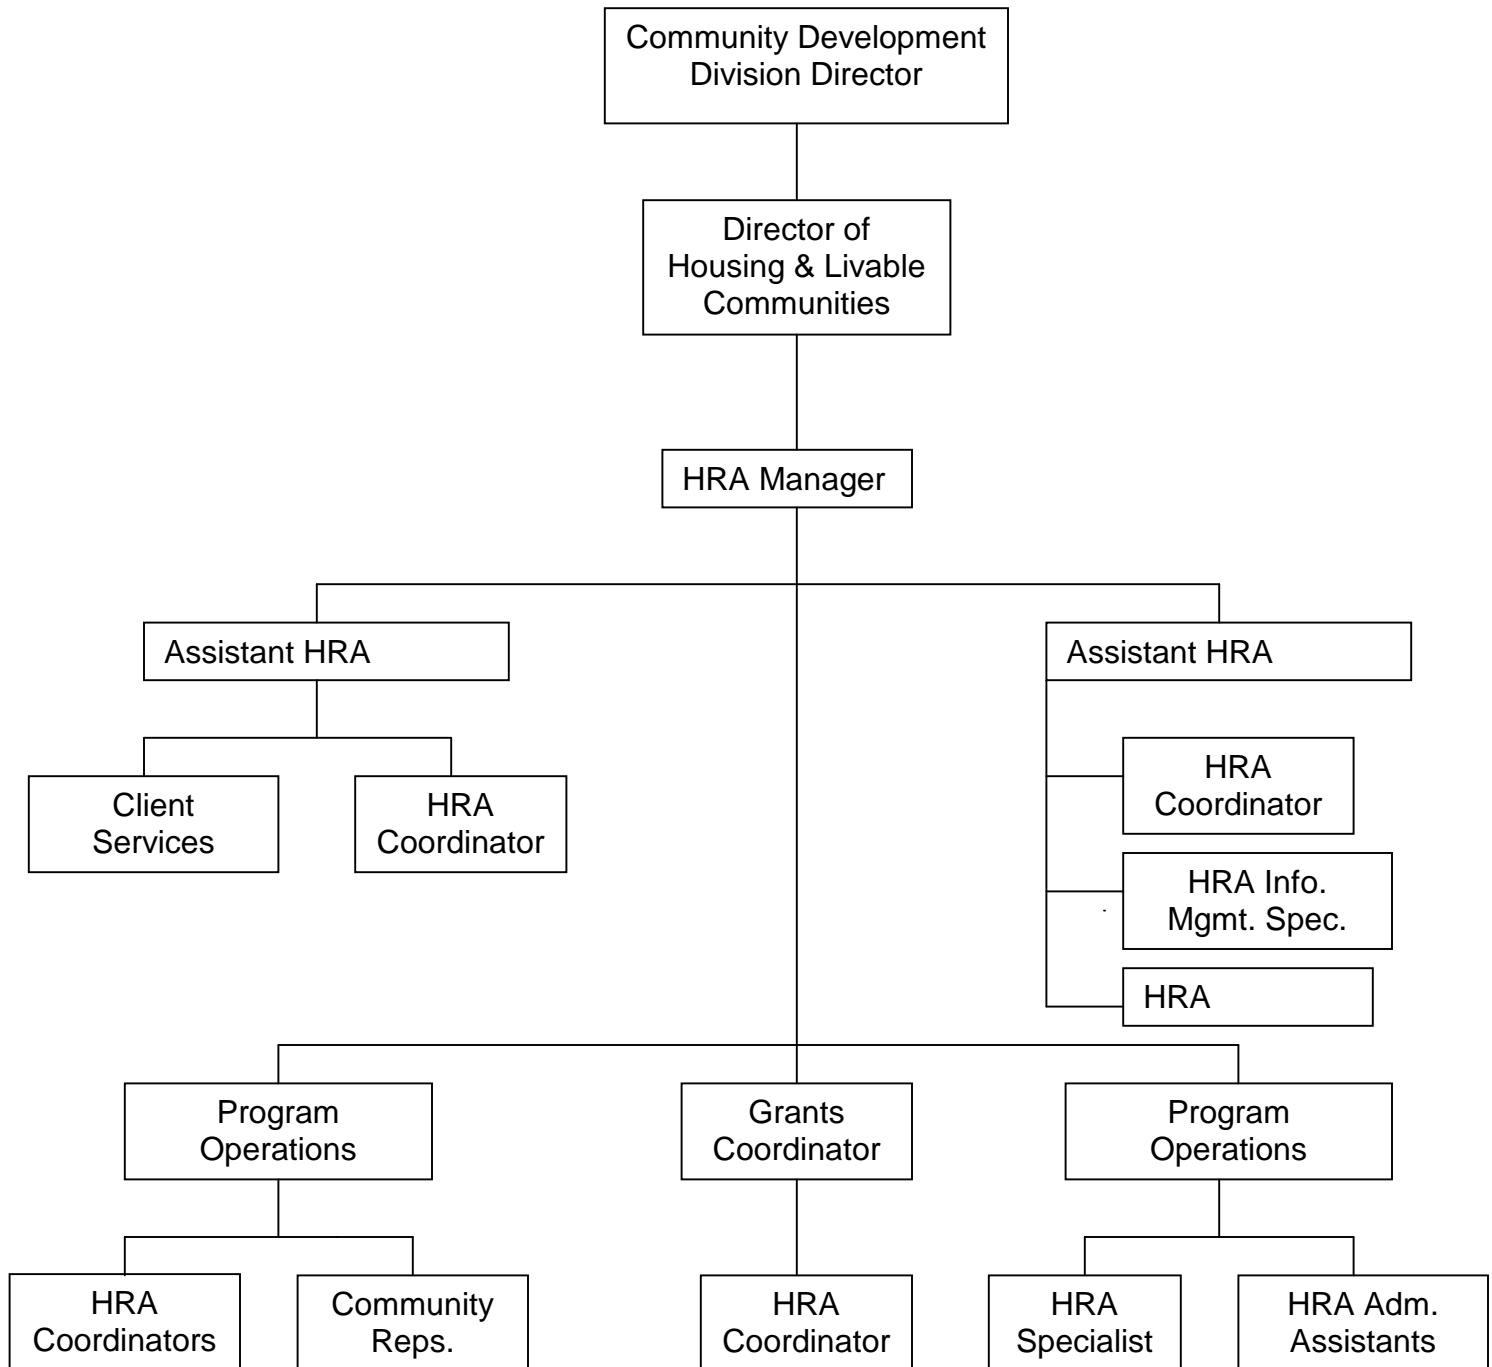 Community Development
Division Director
Director of
Housing & Livable
Communities
HRA Manager
Assistant HRA
Assistant HRA
Client
Services
HRA
Coordinator
HRA
Coordinator
HRA Info.
Mgmt. Spec.
HRA
Program
Operations
Grants
Coordinator
Program
Operations
HRA
Coordinators
Community
Reps.
HRA
Coordinator
HRA
Specialist
HRA Adm.
Assistants